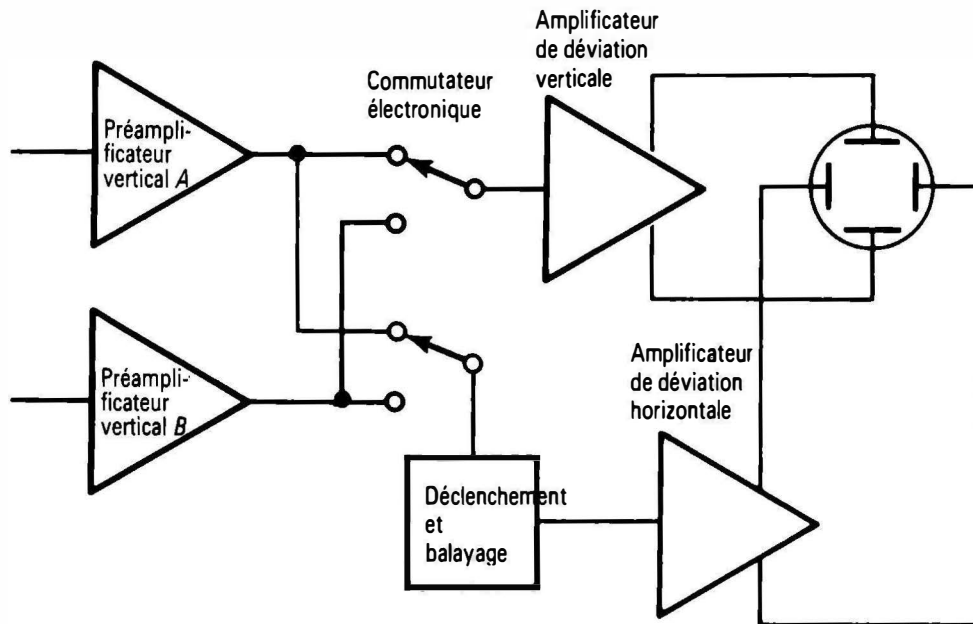 Amplificateur
de déviation
verticale
Commutateur
électronique
Préampli-
ficateur
vertical A
Amplificateur
de déviation
horizontale
Préampli-
ficateur
vertical B
Déclenchement
et
balayage